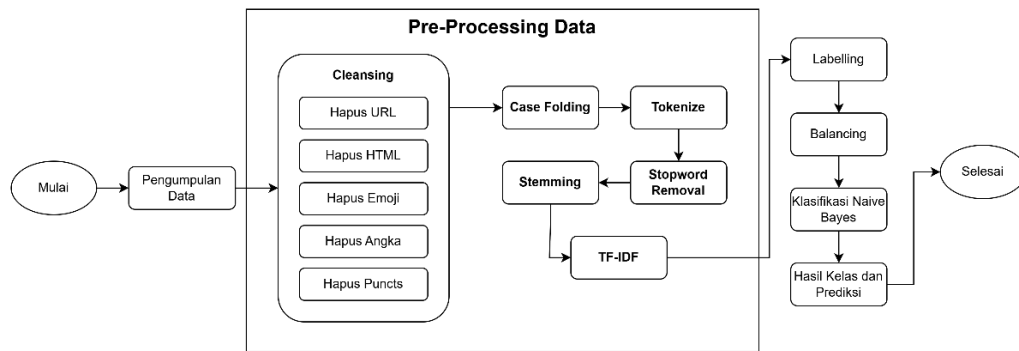 Pre-Processing Data
Cleansing
Hapus URL
Hapus HTML
Hapus Emoji
Hapus Angka
Hapus Puncts
Mulai
Pengumpulan
Data
Case Folding
Tokenize
Stemming
Stopword
Removal
TF-IDF
Labelling
Balancing
Klasifikasi Naive
Bayes
Hasil Kelas dan
Prediksi
Selesai